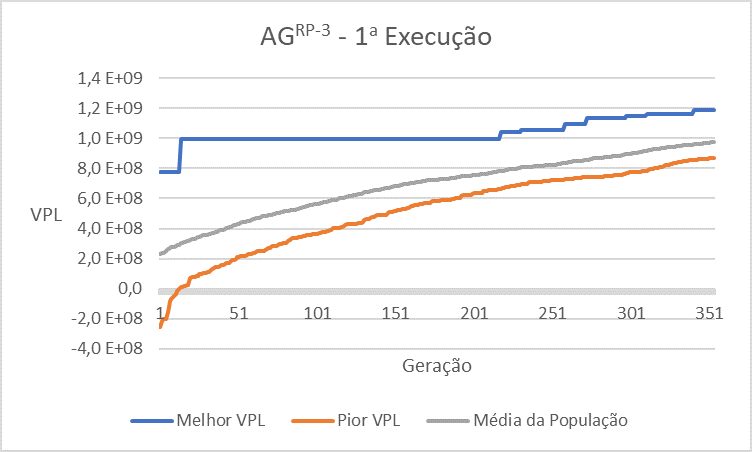 AGRP-3 - 1ª Execução
1,4 E+09
1,2 E+09
1,0 E+09
8,0 E+08
6,0 E+08
4,0 E+08
2,0 E+08
0,0
-2,0 E+08
-4,0 E+08
VPL
1 51 101 151 201 251 301 351
Geração
Melhor VPL Pior VPL Média da População